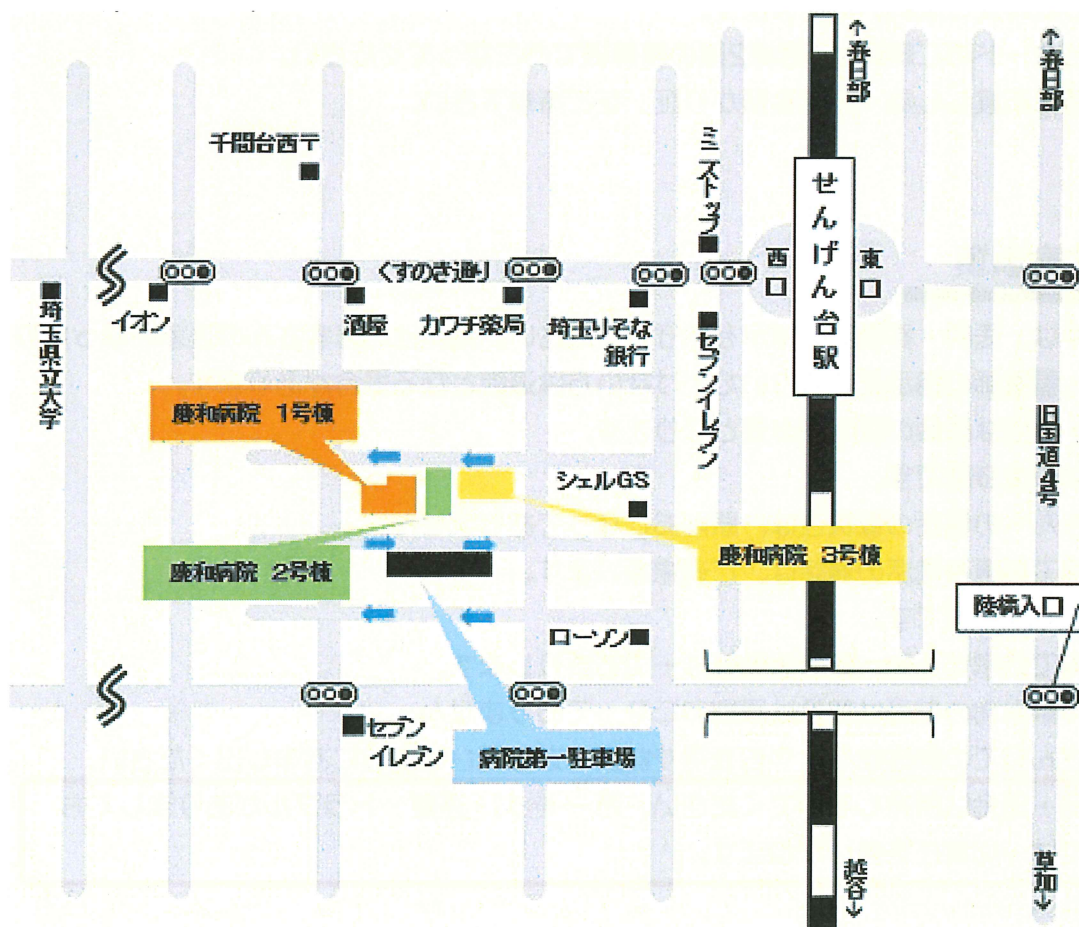 ↑春日部
↑春日部
千間台西〒
ミニストップ
せんげん台駅
西口
東口
くすのき通り
埼玉県立大学
イオン
酒屋
カワチ薬局
埼玉りそな
銀行
セブンイレブン
旧国道4号
慶和病院 1号棟
シェルGS
慶和病院 2号棟
慶和病院 3号棟
陸橋入口
ローソン
セブン
イレブン
病院第一駐車場
越谷↓
草加↓